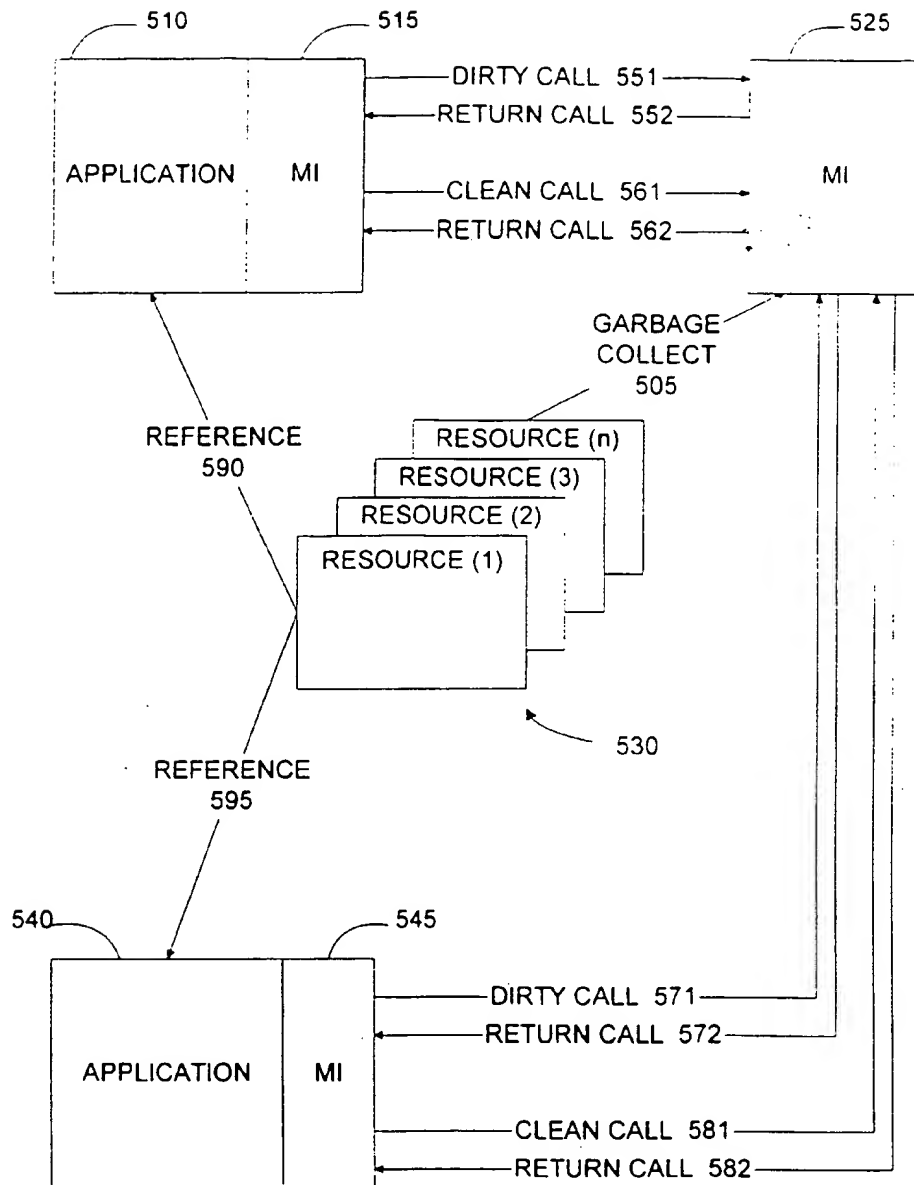 510
515
525
DIRTY CALL 551
RETURN CALL 552
APPLICATION
MI
MI
CLEAN CALL 561
RETURN CALL 562
GARBAGE
COLLECT
505
REFERENCE
590
RESOURCE (n)
RESOURCE (3)
RESOURCE (2)
RESOURCE (1)
530
REFERENCE
595
540
545
DIRTY CALL 571
RETURN CALL 572
APPLICATION
MI
CLEAN CALL 581
RETURN CALL 582